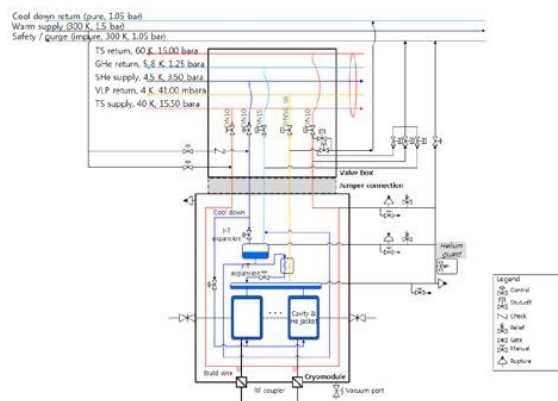 Cool down return (pure, 1.05 bar)
Warm supply (300 K, 1.5 bar)
Safety / purge (impure, 300 K, 1.05 bar)
TS return, 60 K, 15.00 bara
GHe return, 5.8 K, 1.25 bara
SHe supply, 4.5 K, 3.50 bara
VLP return, 4 K, 41.00 mbara
TS supply, 40 K, 15.50 bara
DN10
DN10
DN15
DN10
Valve box
Jumper connection
Cool down
J-T
expansion
Helium
guard
J-T
expansion
Cavity &
He jacket
Build wire
Cryomodule
RF coupler
Vacuum port
Legend
Control
Shutoff
Check
Relief
Gate
Manual
Rupture